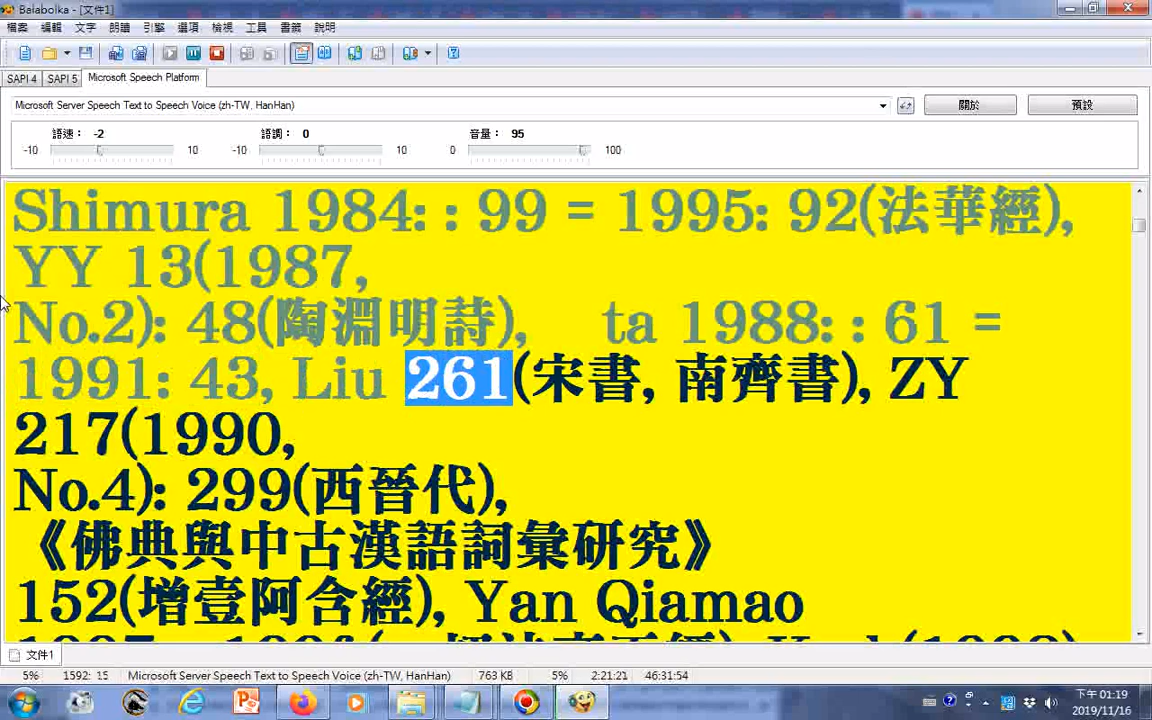 Balabolka - [文件1]
檔案 編輯 文字 朗讀 引擎 選項 檢視 工具 書籤 說明
SAPI 4 SAPI 5 Microsoft Speech Platform
Microsoft Server Speech Text to Speech Voice (zh-TW, HanHan) 關於 預設
語速： -2 語調： 0 音量： 95
-10 10 -10 10 0 100
Shimura 1984: : 99 = 1995: 92(法華經),
YY 13(1987,
No.2): 48(陶淵明詩), ta 1988: : 61 =
1991: 43, Liu 261(宋書, 南齊書), ZY
217(1990,
No.4): 299(西晉代),
《佛典與中古漢語詞彙研究》
152(增壹阿含經), Yan Qiamao
文件1
5% 1592: 15 Microsoft Server Speech Text to Speech Voice (zh-TW, HanHan) 763 KB 5% 2:21:21 46:31:54
下午 01:19
2019/11/16